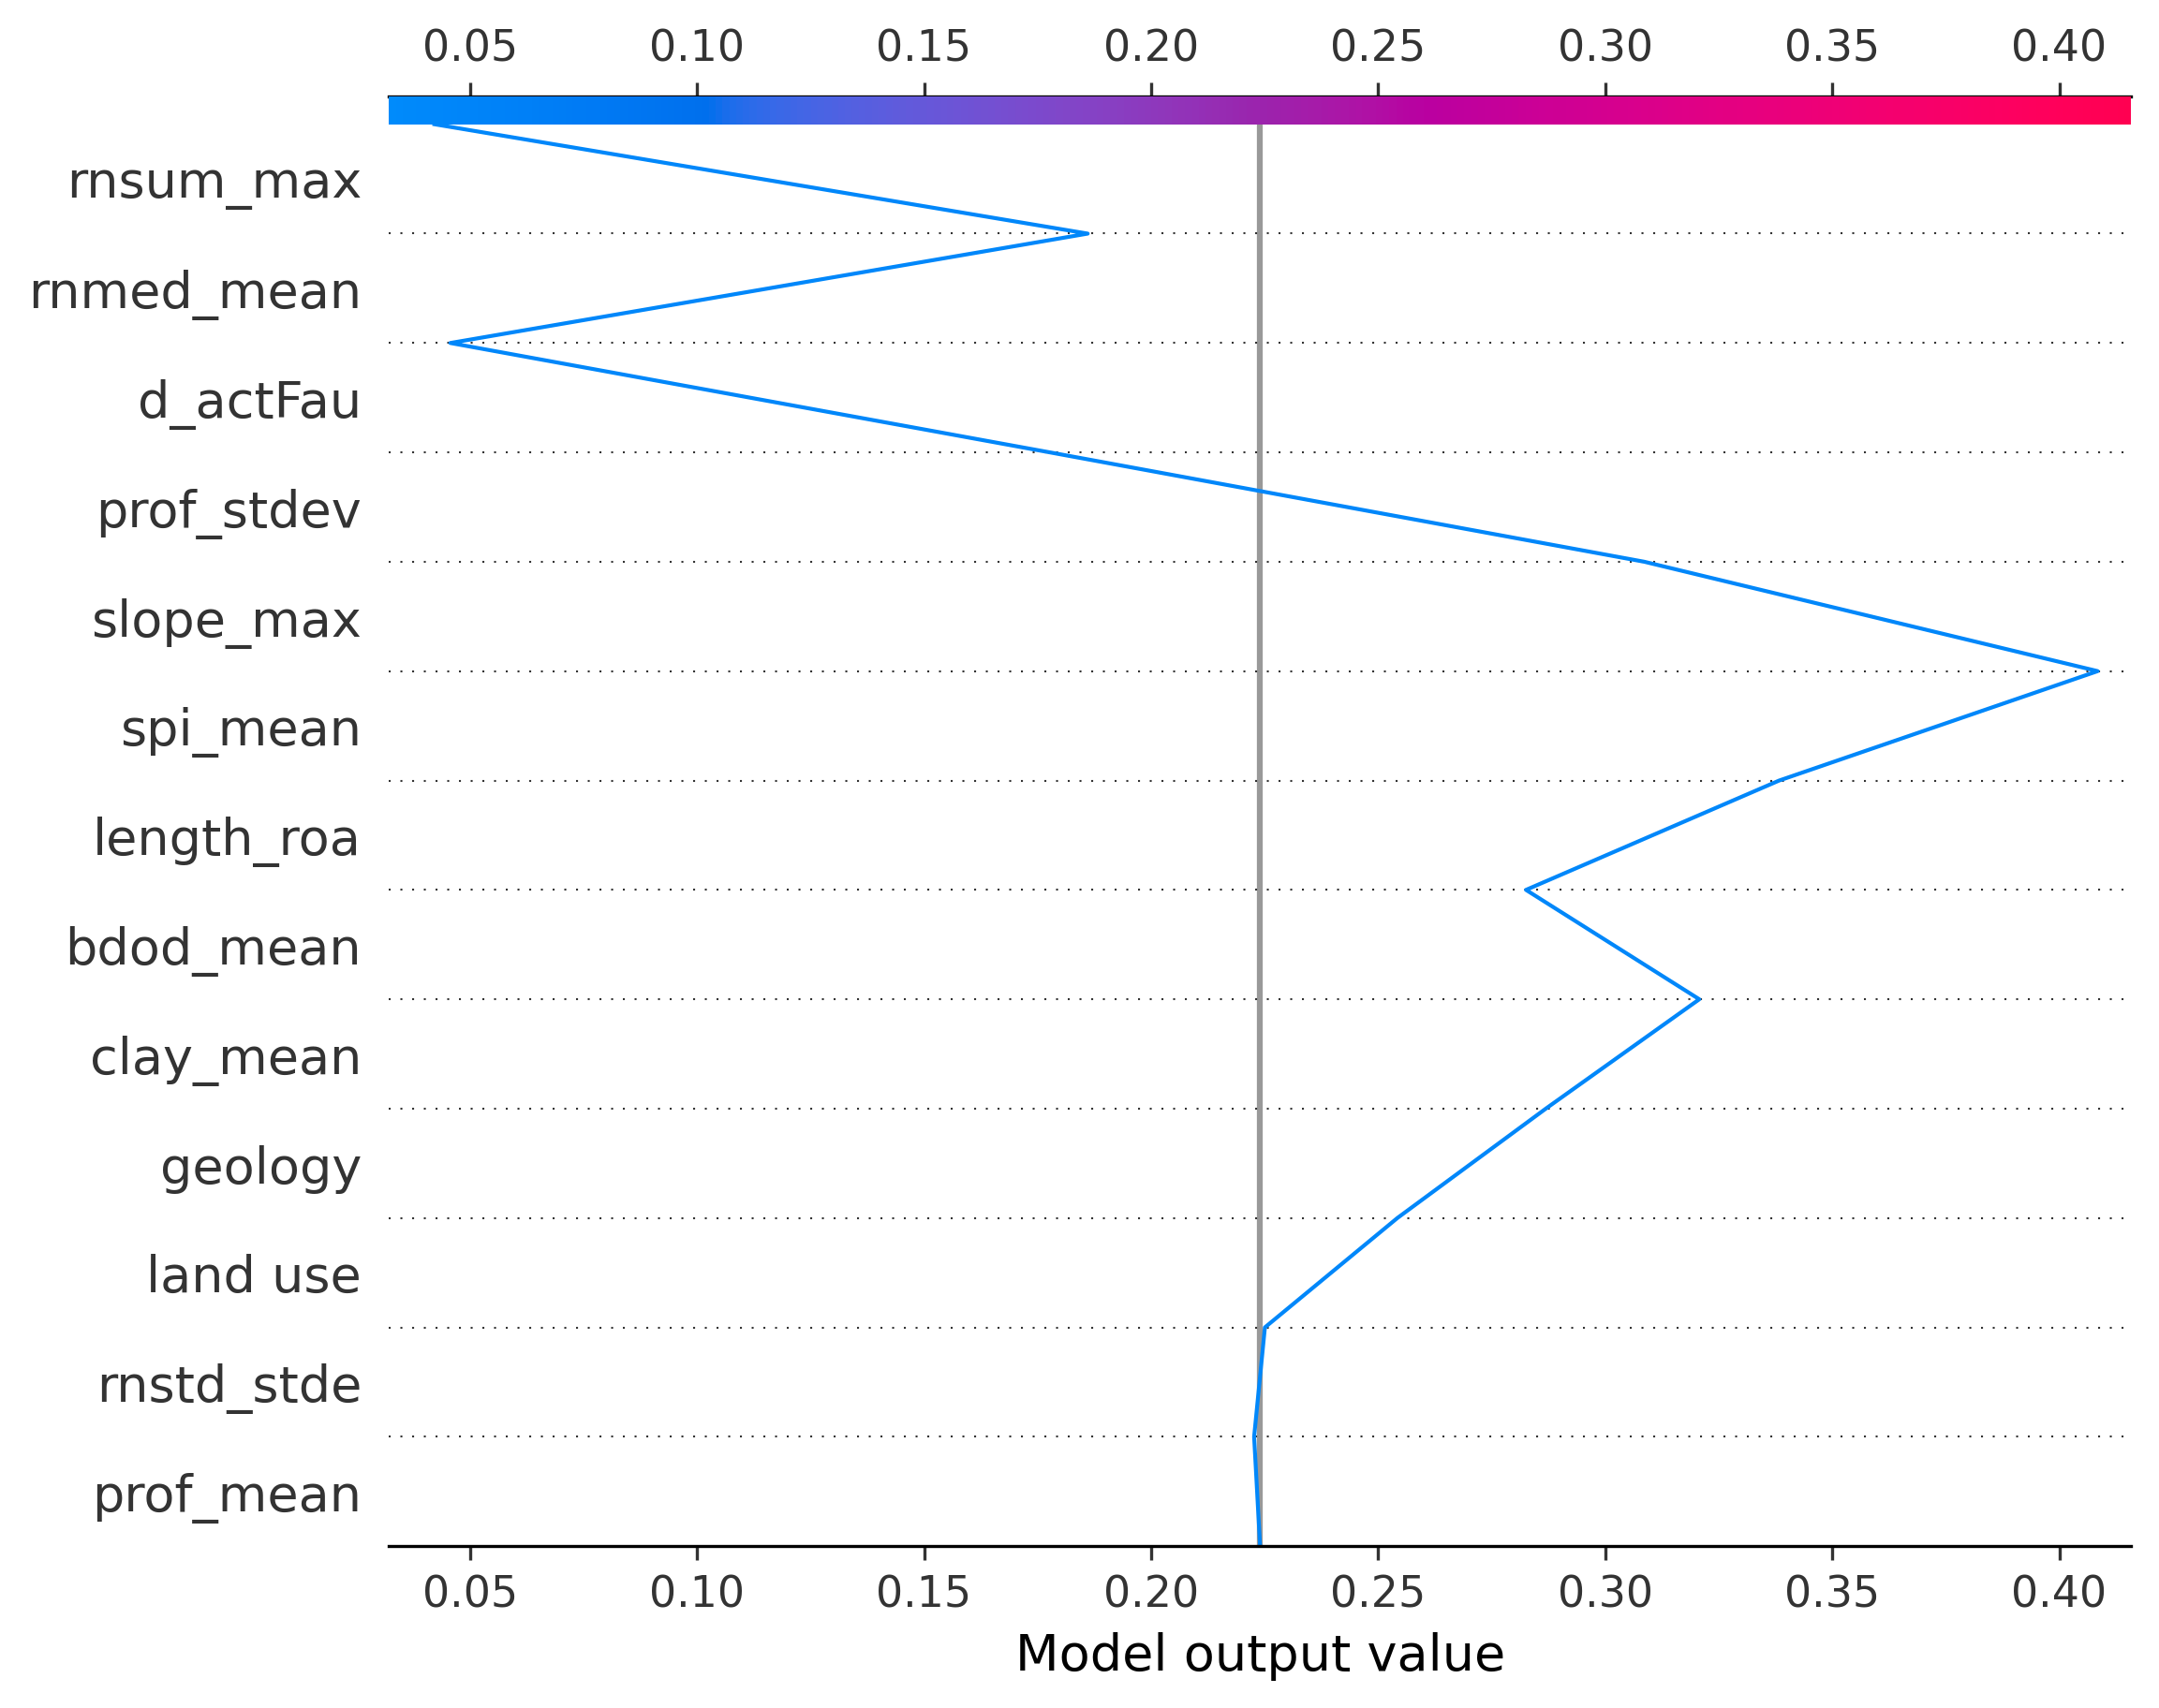 0.05 0.10 0.15 0.20 0.25 0.30 0.35 0.40
rnsum_max
rnmed_mean
d_actFau
prof_stdev
slope_max
spi_mean
length_roa
bdod_mean
clay_mean
geology
land use
rnstd_stde
prof_mean
0.05 0.10 0.15 0.20 0.25 0.30 0.35 0.40
Model output value